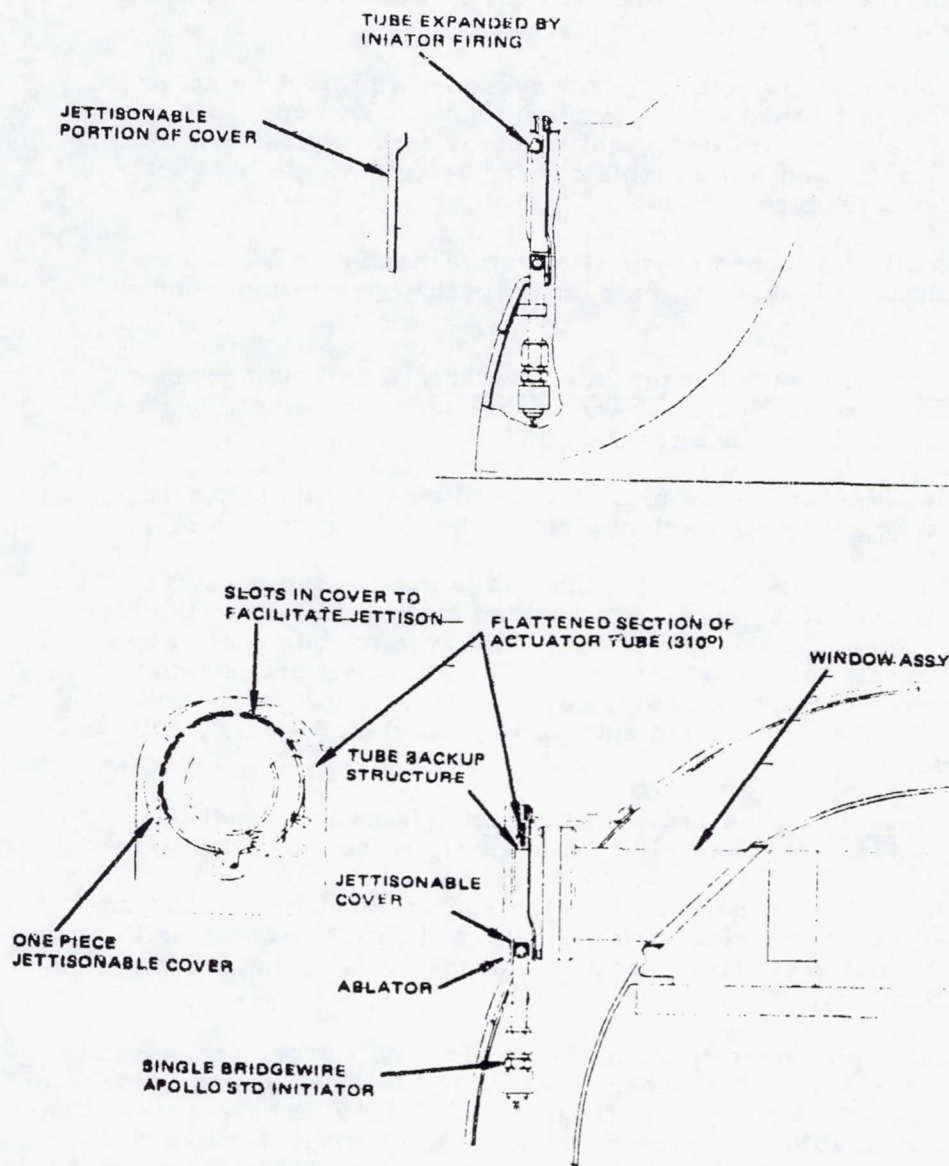 TUBE EXPANDED BY
INIATOR FIRING
JETTISONABLE
PORTION OF COVER
SLOTS IN COVER TO
FACILITATE JETTISON
FLATTENED SECTION OF
ACTUATOR TUBE (310º)
WINDOW ASSY
TUBE BACKUP
STRUCTURE
JETTISONABLE
COVER
ONE PIECE
JETTISONABLE COVER
ABLATOR
SINGLE BRIDGEWIRE
APOLLO STD INITIATOR